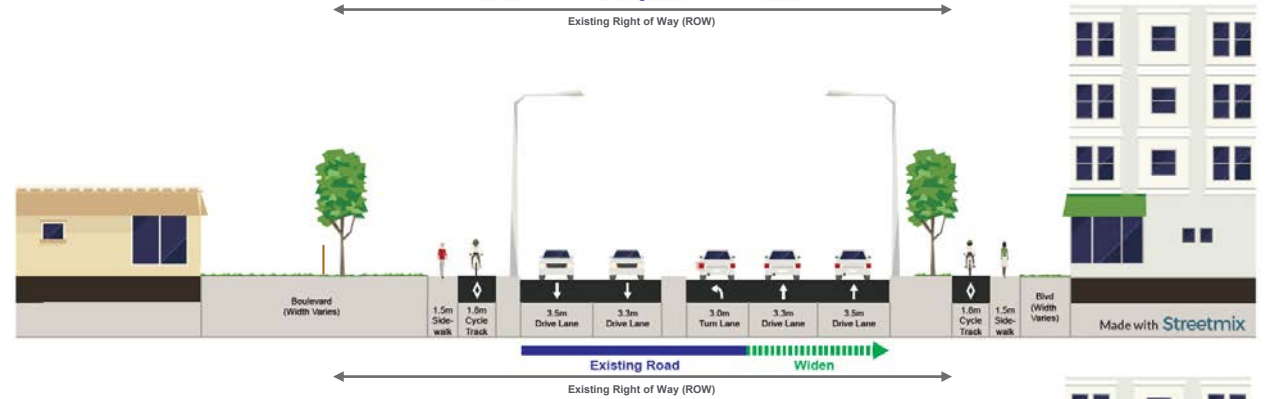 Existing Right of Way (ROW)
Boulevard
(Width Varies)
1.5m
Side-
walk
1.8m
Cycle
Track
3.5m
Drive Lane
3.3m
Drive Lane
3.0m
Turn Lane
3.3m
Drive Lane
3.5m
Drive Lane
1.8m
Cycle
Track
1.5m
Side-
walk
Blvd
(Width
Varies)
Made with Streetmix
Existing Road
Widen
Existing Right of Way (ROW)